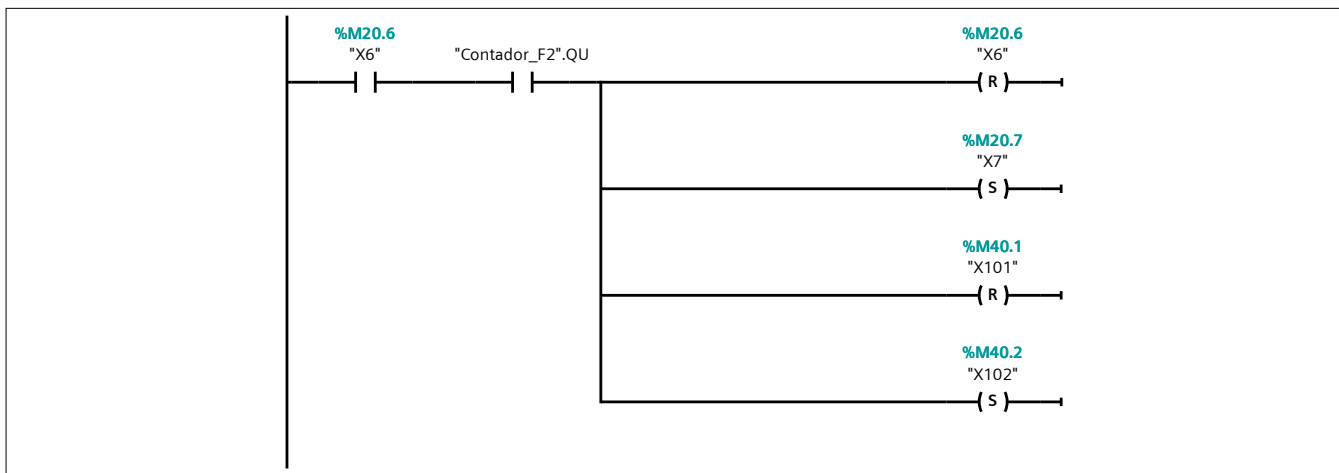 %M20.6 %M20.6
"X6" "Contador_F2".QU "X6"
R
%M20.7
"X7"
S
%M40.1
"X101"
R
%M40.2
"X102"
S